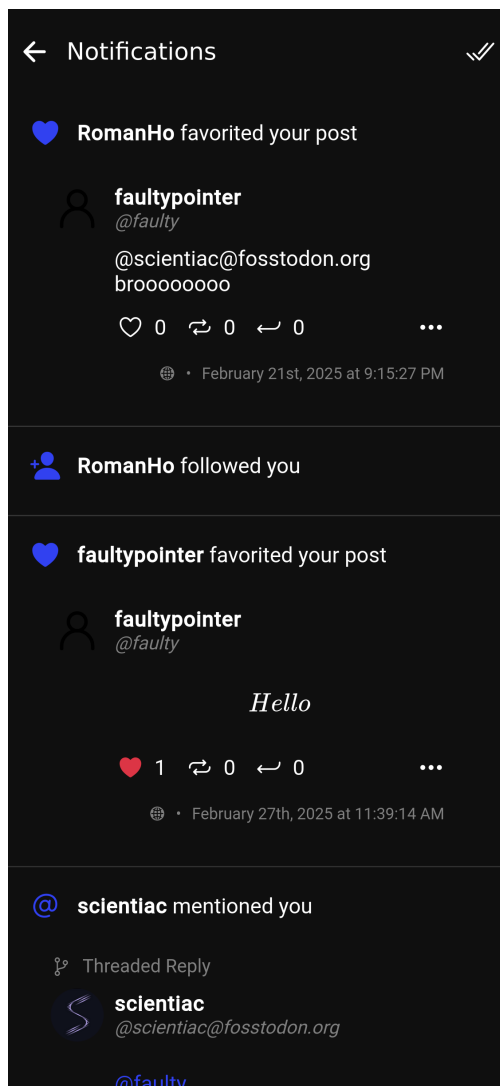 Notifications
RomanHo favorited your post
faultypointer
@faulty
@scientiac@fosstodon.org
broooooooo
0 0 0
• February 21st, 2025 at 9:15:27 PM
RomanHo followed you
faultypointer favorited your post
faultypointer
@faulty
Hello
1 0 0
• February 27th, 2025 at 11:39:14 AM
@ scientiac mentioned you
Threaded Reply
scientiac
@scientiac@fosstodon.org
@faulty